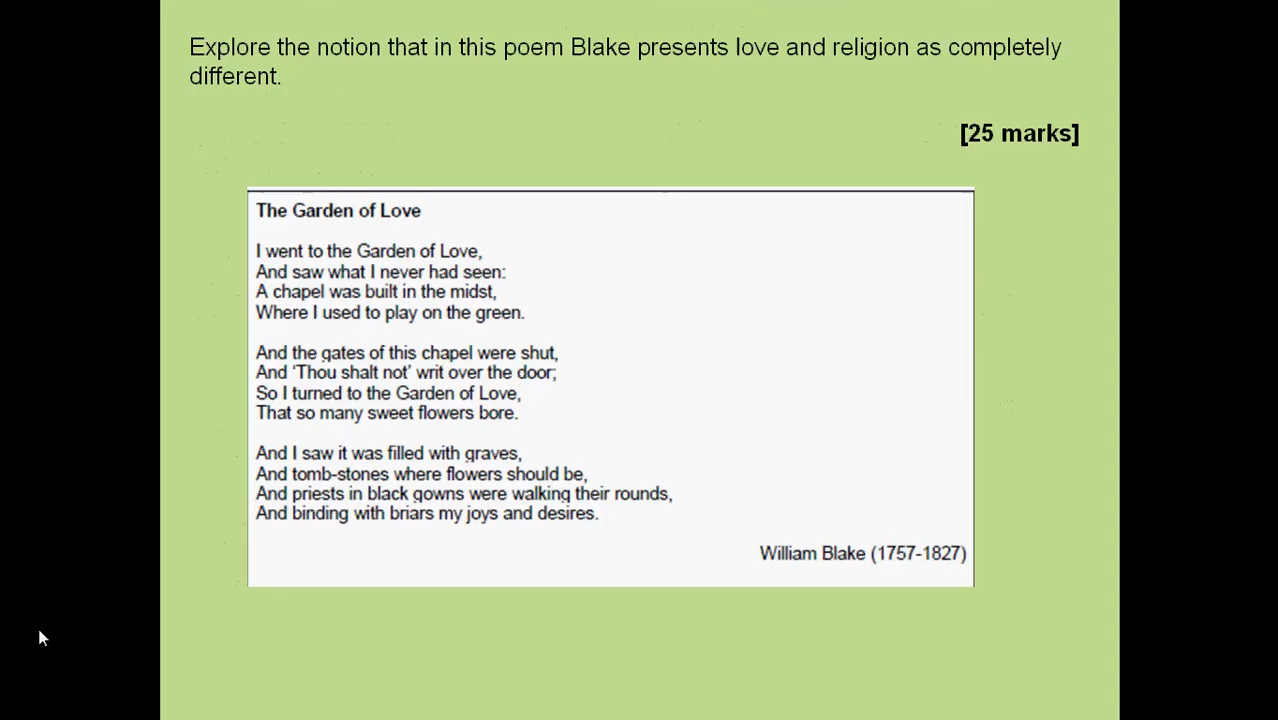 Explore the notion that in this poem Blake presents love and religion as completely
different.
[25 marks]
The Garden of Love
I went to the Garden of Love,
And saw what I never had seen:
A chapel was built in the midst,
Where I used to play on the green.
And the gates of this chapel were shut,
And ‘Thou shalt not’ writ over the door;
So I turned to the Garden of Love,
That so many sweet flowers bore.
And I saw it was filled with graves,
And tomb-stones where flowers should be,
And priests in black gowns were walking their rounds,
And binding with briars my joys and desires.
William Blake (1757-1827)